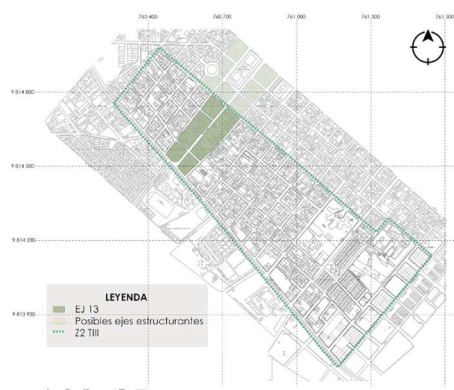 760 400 760 700 761 000 761 300 761 500
9 814 800
9 814 500
9 814 200
9 813 900
LEYENDA
EJ 13
Posibles ejes estructurantes
Z2 TIII